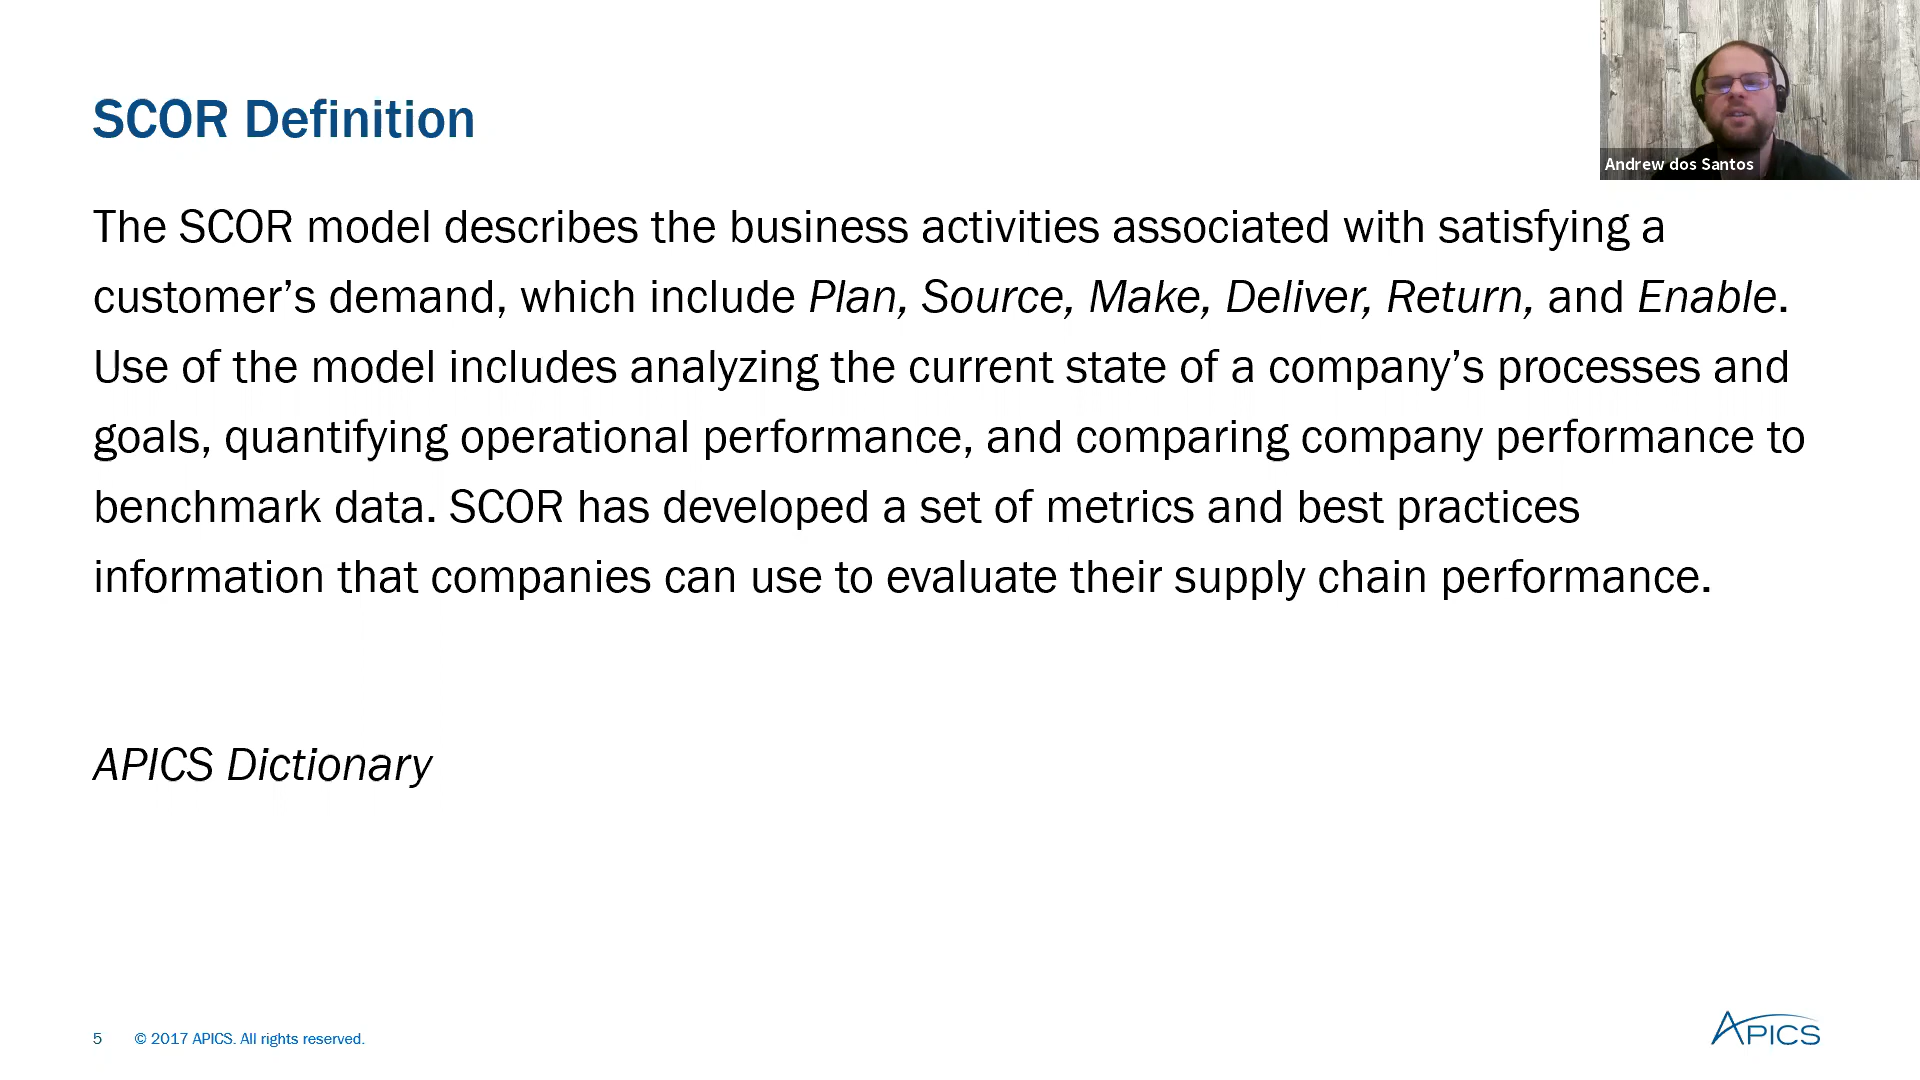 SCOR Definition
Andrew dos Santos
The SCOR model describes the business activities associated with satisfying a
customer’s demand, which include Plan, Source, Make, Deliver, Return, and Enable.
Use of the model includes analyzing the current state of a company’s processes and
goals, quantifying operational performance, and comparing company performance to
benchmark data. SCOR has developed a set of metrics and best practices
information that companies can use to evaluate their supply chain performance.
APICS Dictionary
5 © 2017 APICS. All rights reserved.
APICS